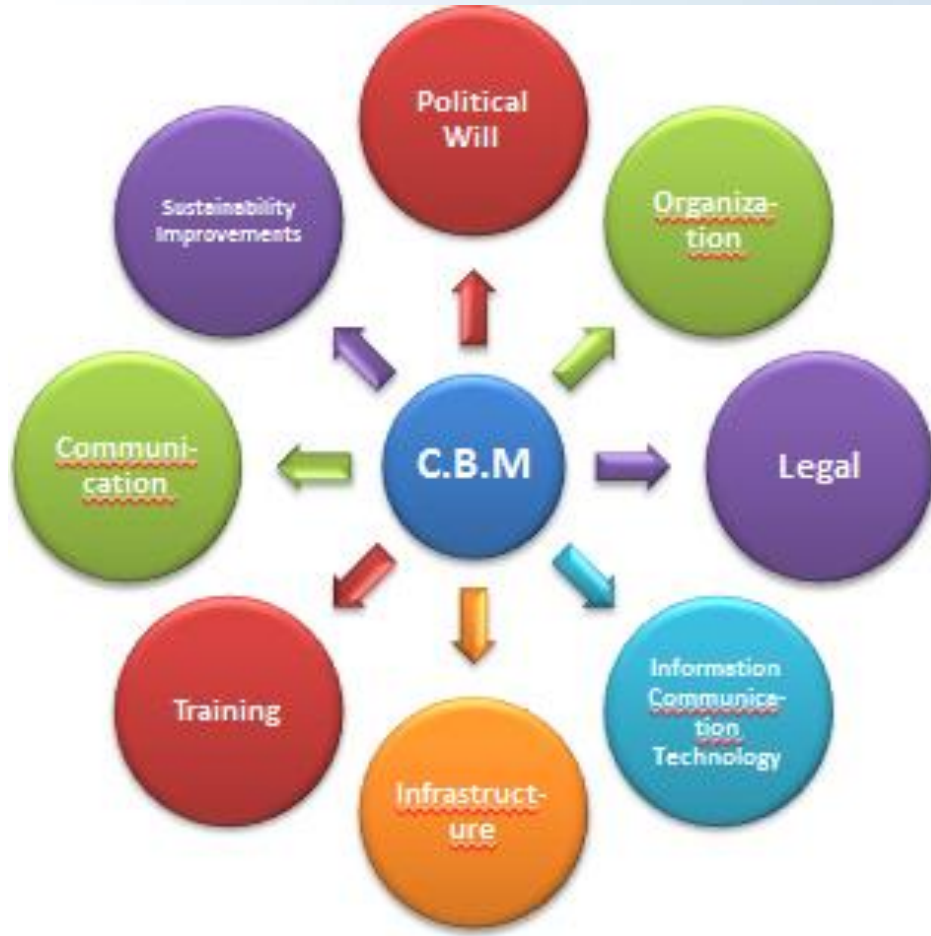 Political
Will
Organiza-
tion
Legal
Information
Communica-
tion
Technology
Infrastruct-
ure
Training
Communi-
cation
Sustainability
Improvements
C.B.M